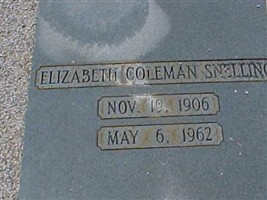 ELIZABETH COLEMAN SNELLING
NOV. 19, 1906
MAY 6, 1962